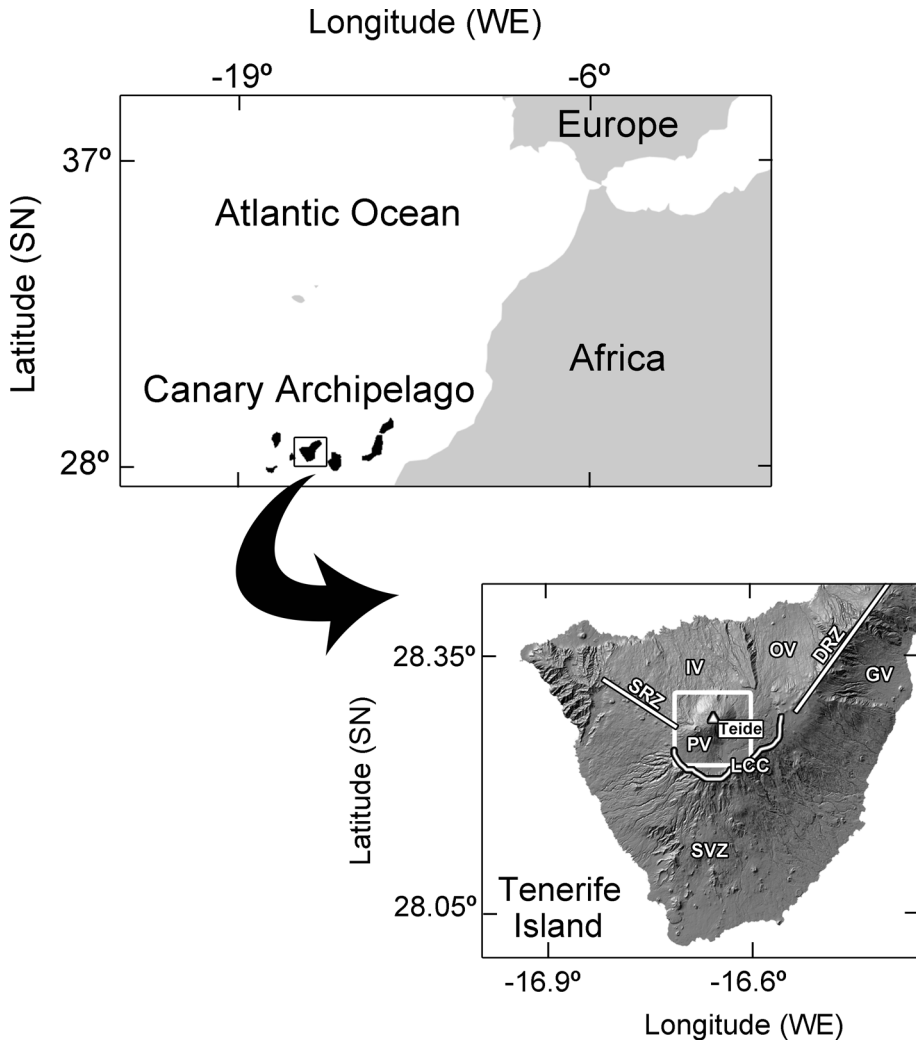 Longitude (WE)
-19º
-6º
Europe
37º
Atlantic Ocean
Latitude (SN)
Africa
Canary Archipelago
28º
28.35º
IV
OV
DRZ
GV
SRZ
Teide
PV
LCC
Latitude (SN)
SVZ
Tenerife
Island
28.05º
-16.9º
-16.6º
Longitude (WE)